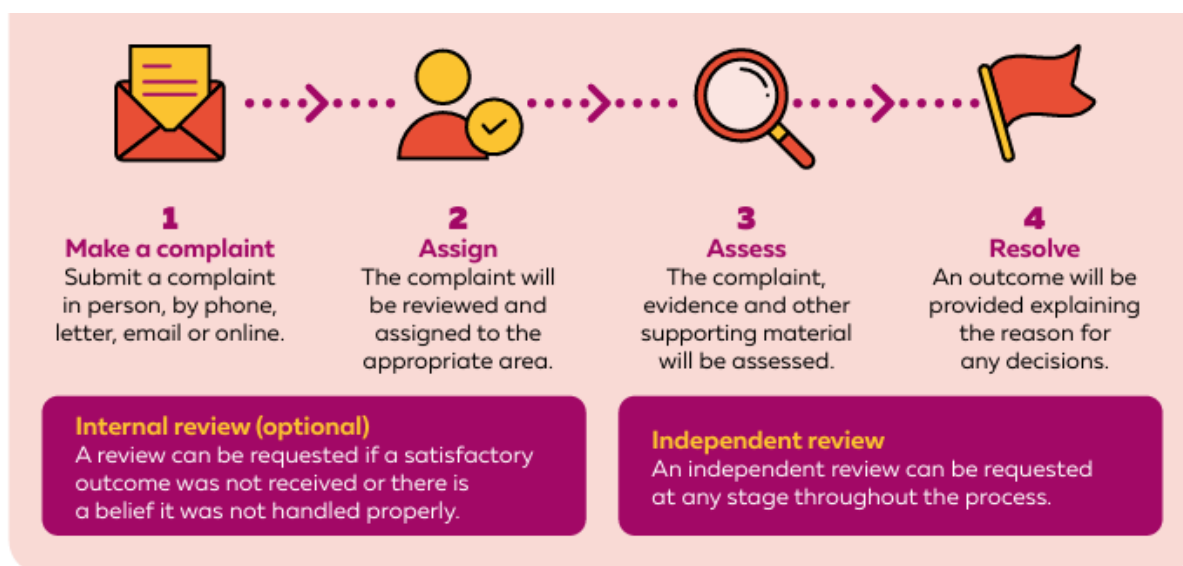 1
Make a complaint
Submit a complaint
in person, by phone,
letter, email or online.
2
Assign
The complaint will
be reviewed and
assigned to the
appropriate area.
3
Assess
The complaint,
evidence and other
supporting material
will be assessed.
4
Resolve
An outcome will be
provided explaining
the reason for
any decisions.
Internal review (optional)
A review can be requested if a satisfactory
outcome was not received or there is
a belief it was not handled properly.
Independent review
An independent review can be requested
at any stage throughout the process.